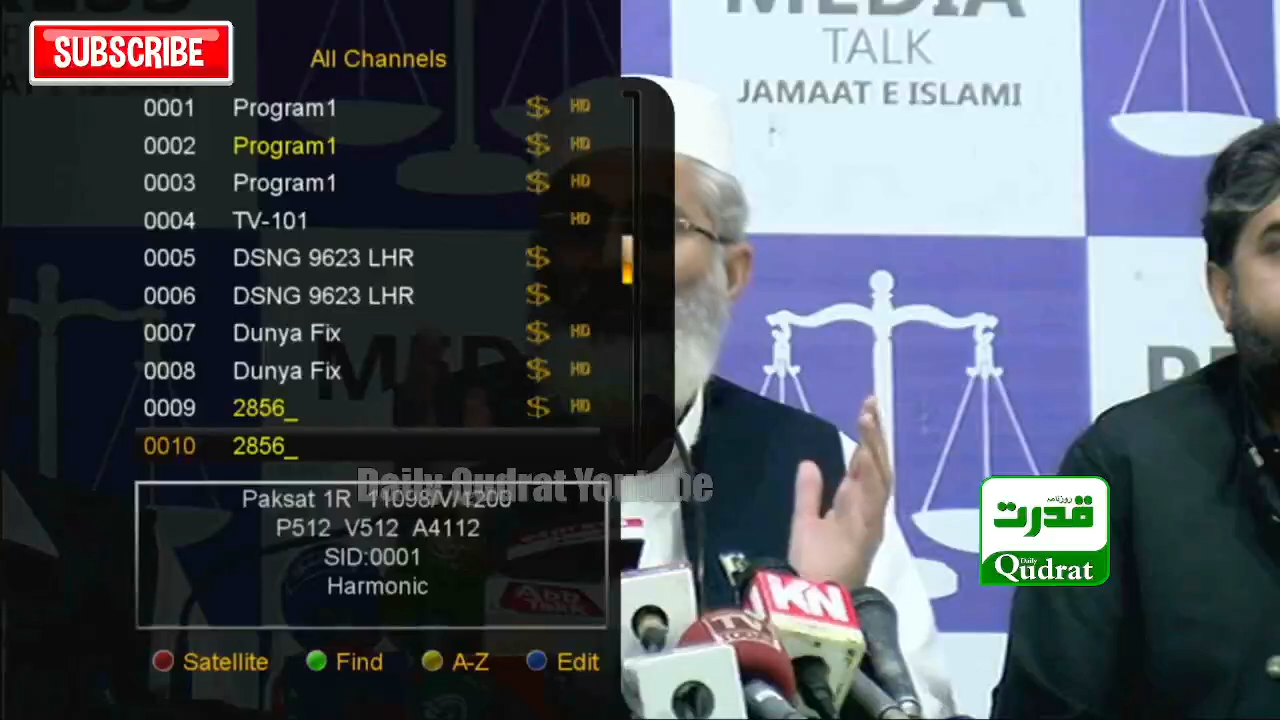 SUBSCRIBE
All Channels
0001 Program1 $ HD
0002 Program1 $ HD
0003 Program1 $ HD
0004 TV-101 HD
0005 DSNG 9623 LHR $
0006 DSNG 9623 LHR $
0007 Dunya Fix $ HD
0008 Dunya Fix $ HD
0009 2856_ $ HD
0010 2856_
Paksat 1R 11098/V/1200
P512 V512 A4112
SID:0001
Harmonic
Satellite Find A-Z Edit
Daily Qudrat Youtube
MEDIA
TALK
JAMAAT E ISLAMI
MED
روزنامہ
قدرت
Daily
Qudrat
KN
TV